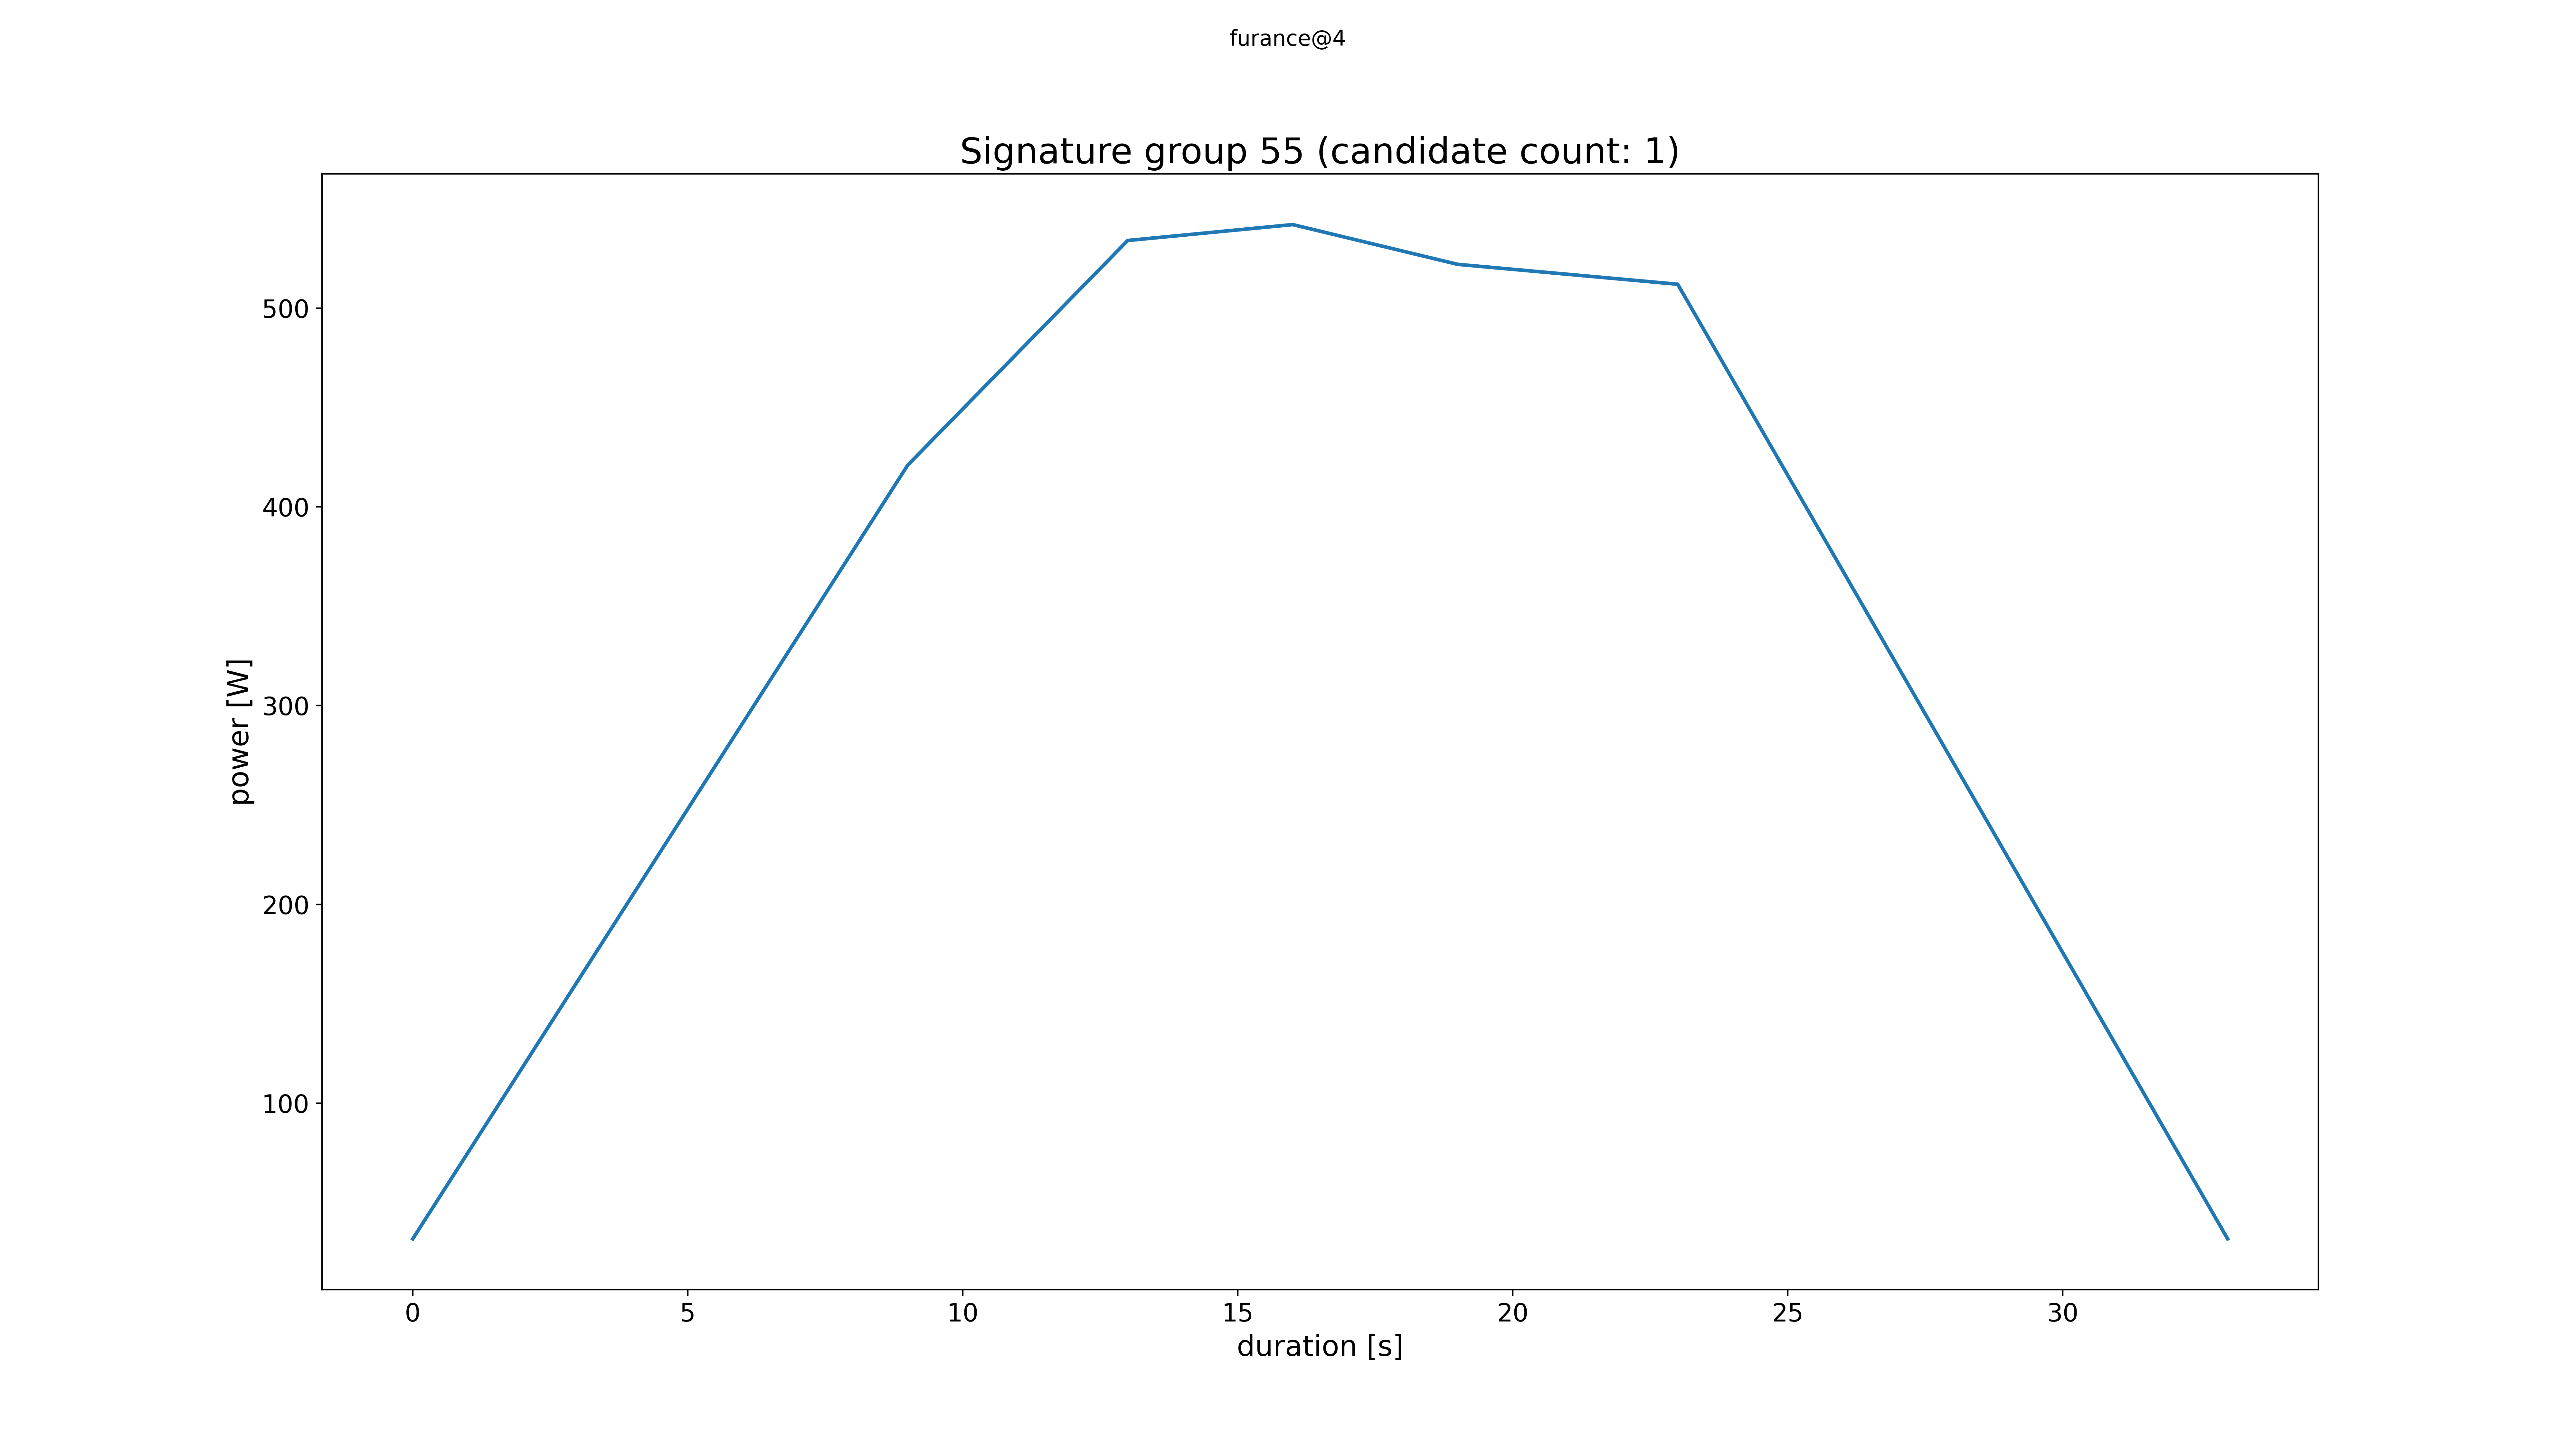 furance@4
Signature group 55 (candidate count: 1)
500
400
300
200
100
power [W]
0 5 10 15 20 25 30
duration [s]